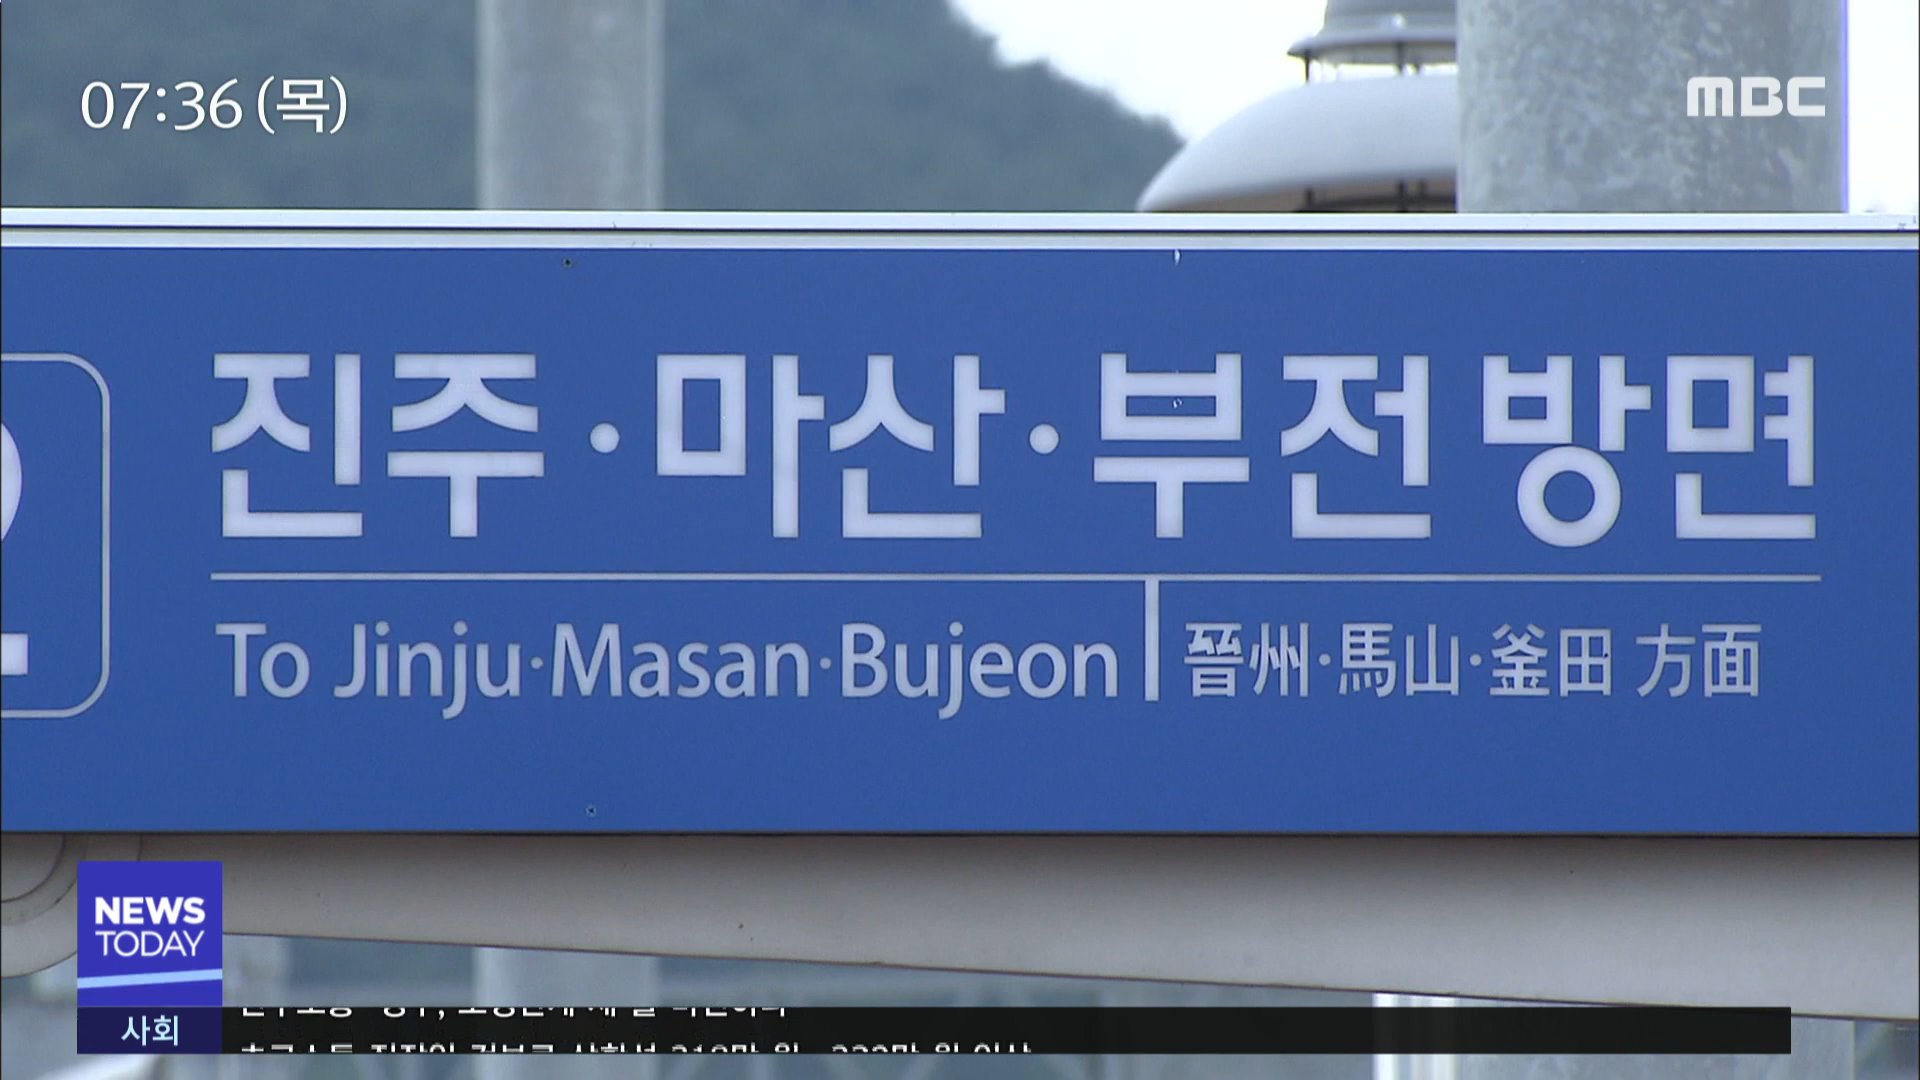 07:36 (목)
MBC
진주·마산·부전 방면
To Jinju·Masan·Bujeon
晉州·馬山·釜田 方面
NEWS
TODAY
사회